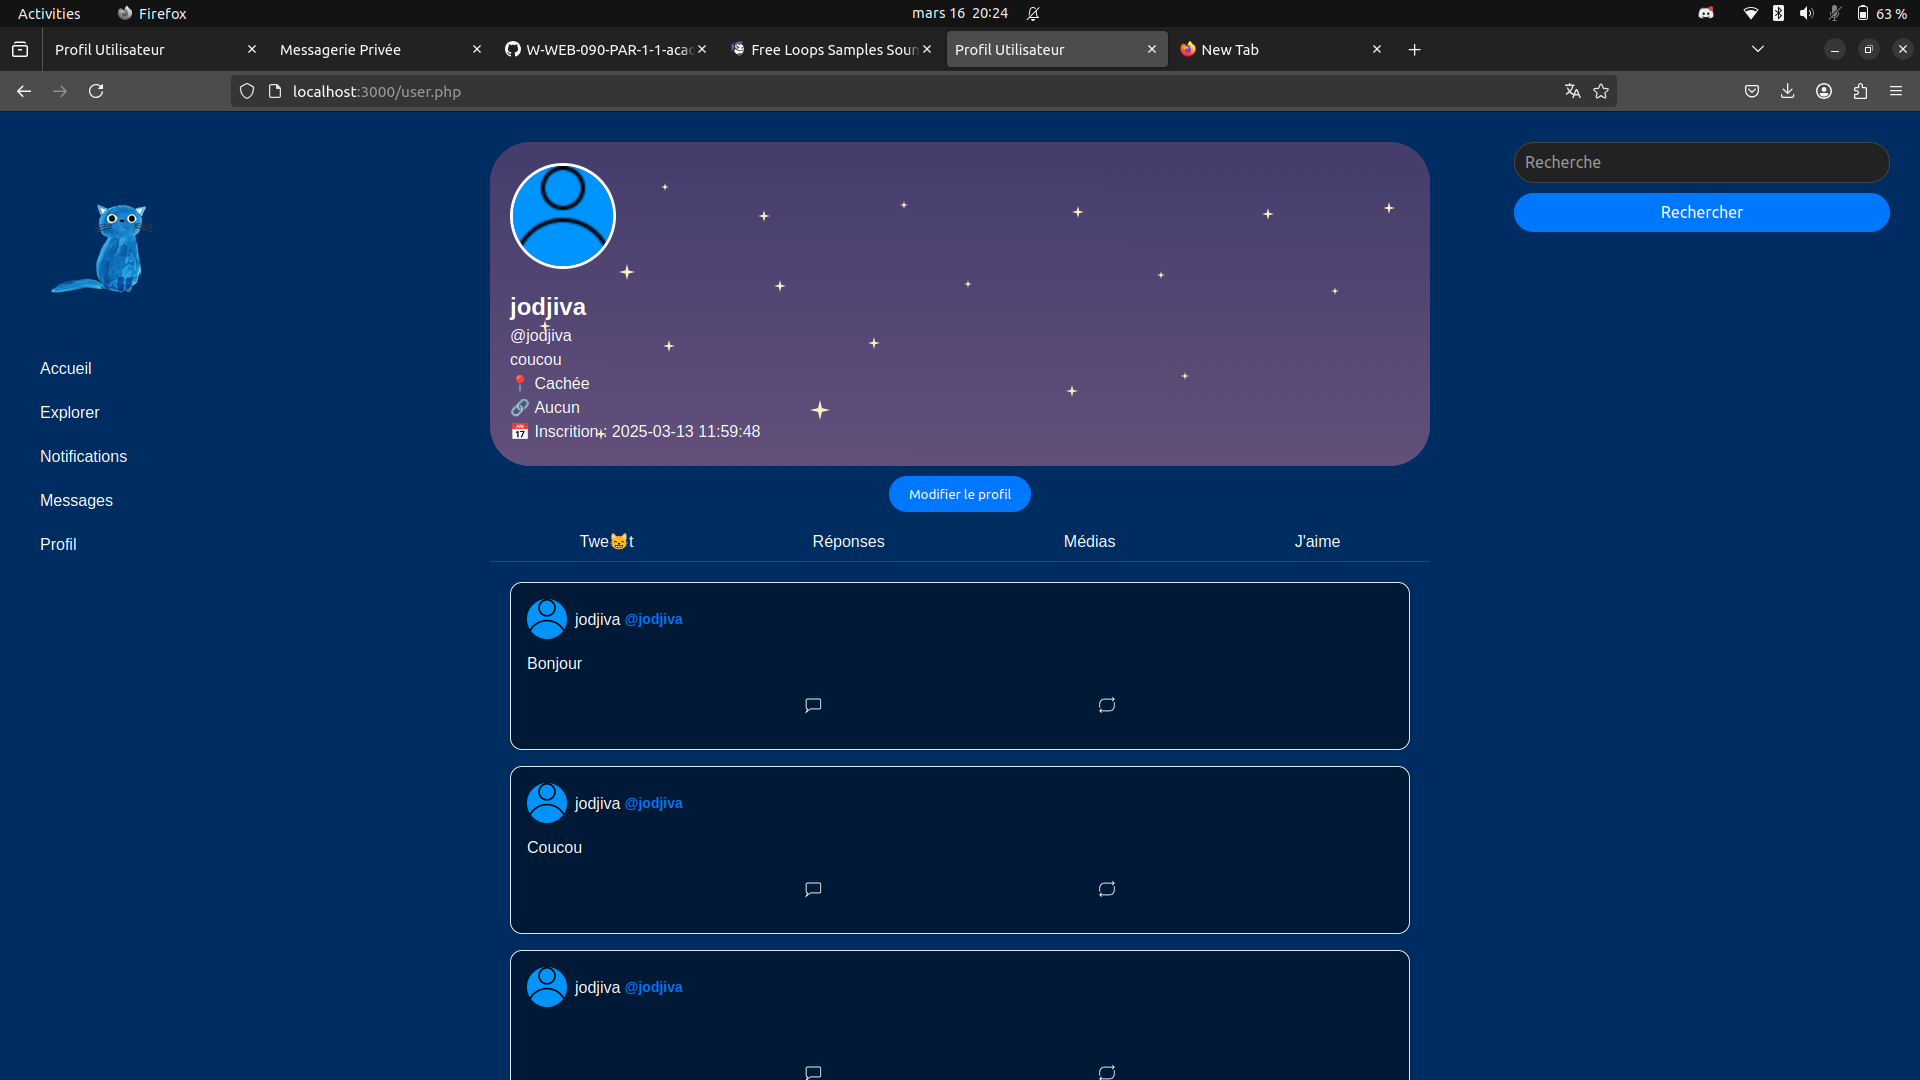 Activities
Firefox
mars 16 20:24
63 %
Profil Utilisateur
Messagerie Privée
W-WEB-090-PAR-1-1-acad
Free Loops Samples Soun
Profil Utilisateur
New Tab
localhost:3000/user.php
Recherche
Rechercher
Accueil
Explorer
Notifications
Messages
Profil
jodjiva
@jodjiva
coucou
📍 Cachée
🔗 Aucun
📅 Inscrition : 2025-03-13 11:59:48
Modifier le profil
Twe😸t
Réponses
Médias
J'aime
jodjiva @jodjiva
Bonjour
jodjiva @jodjiva
Coucou
jodjiva @jodjiva